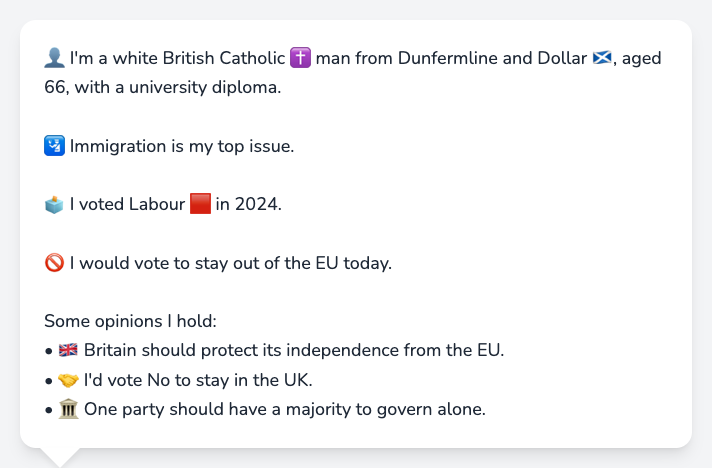 👤 I'm a white British Catholic ✝️ man from Dunfermline and Dollar 🏴󠁧󠁢󠁳󠁣󠁴󠁿, aged
66, with a university diploma.
🛂 Immigration is my top issue.
🗳️ I voted Labour 🟥 in 2024.
🚫 I would vote to stay out of the EU today.
Some opinions I hold:
• 🇬🇧 Britain should protect its independence from the EU.
• 🤝 I'd vote No to stay in the UK.
• 🏛️ One party should have a majority to govern alone.